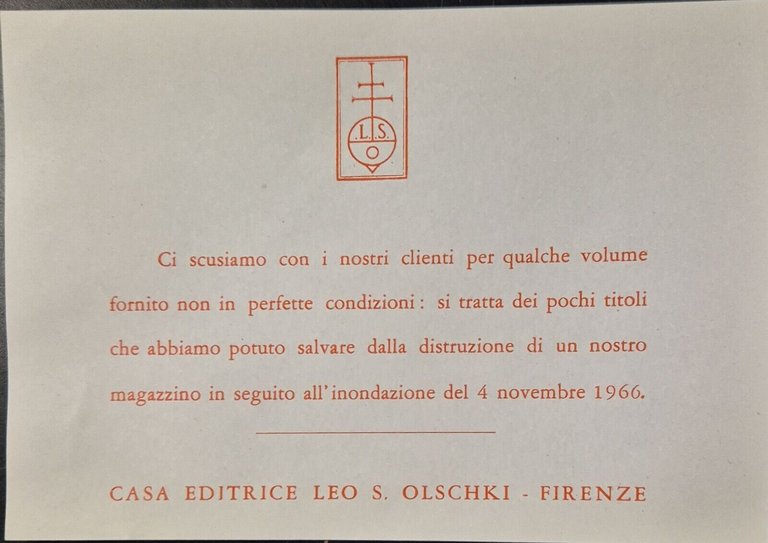 .L.S.
O
Ci scusiamo con i nostri clienti per qualche volume
fornito non in perfette condizioni: si tratta dei pochi titoli
che abbiamo potuto salvare dalla distruzione di un nostro
magazzino in seguito all'inondazione del 4 novembre 1966.
CASA EDITRICE LEO S. OLSCHKI - FIRENZE